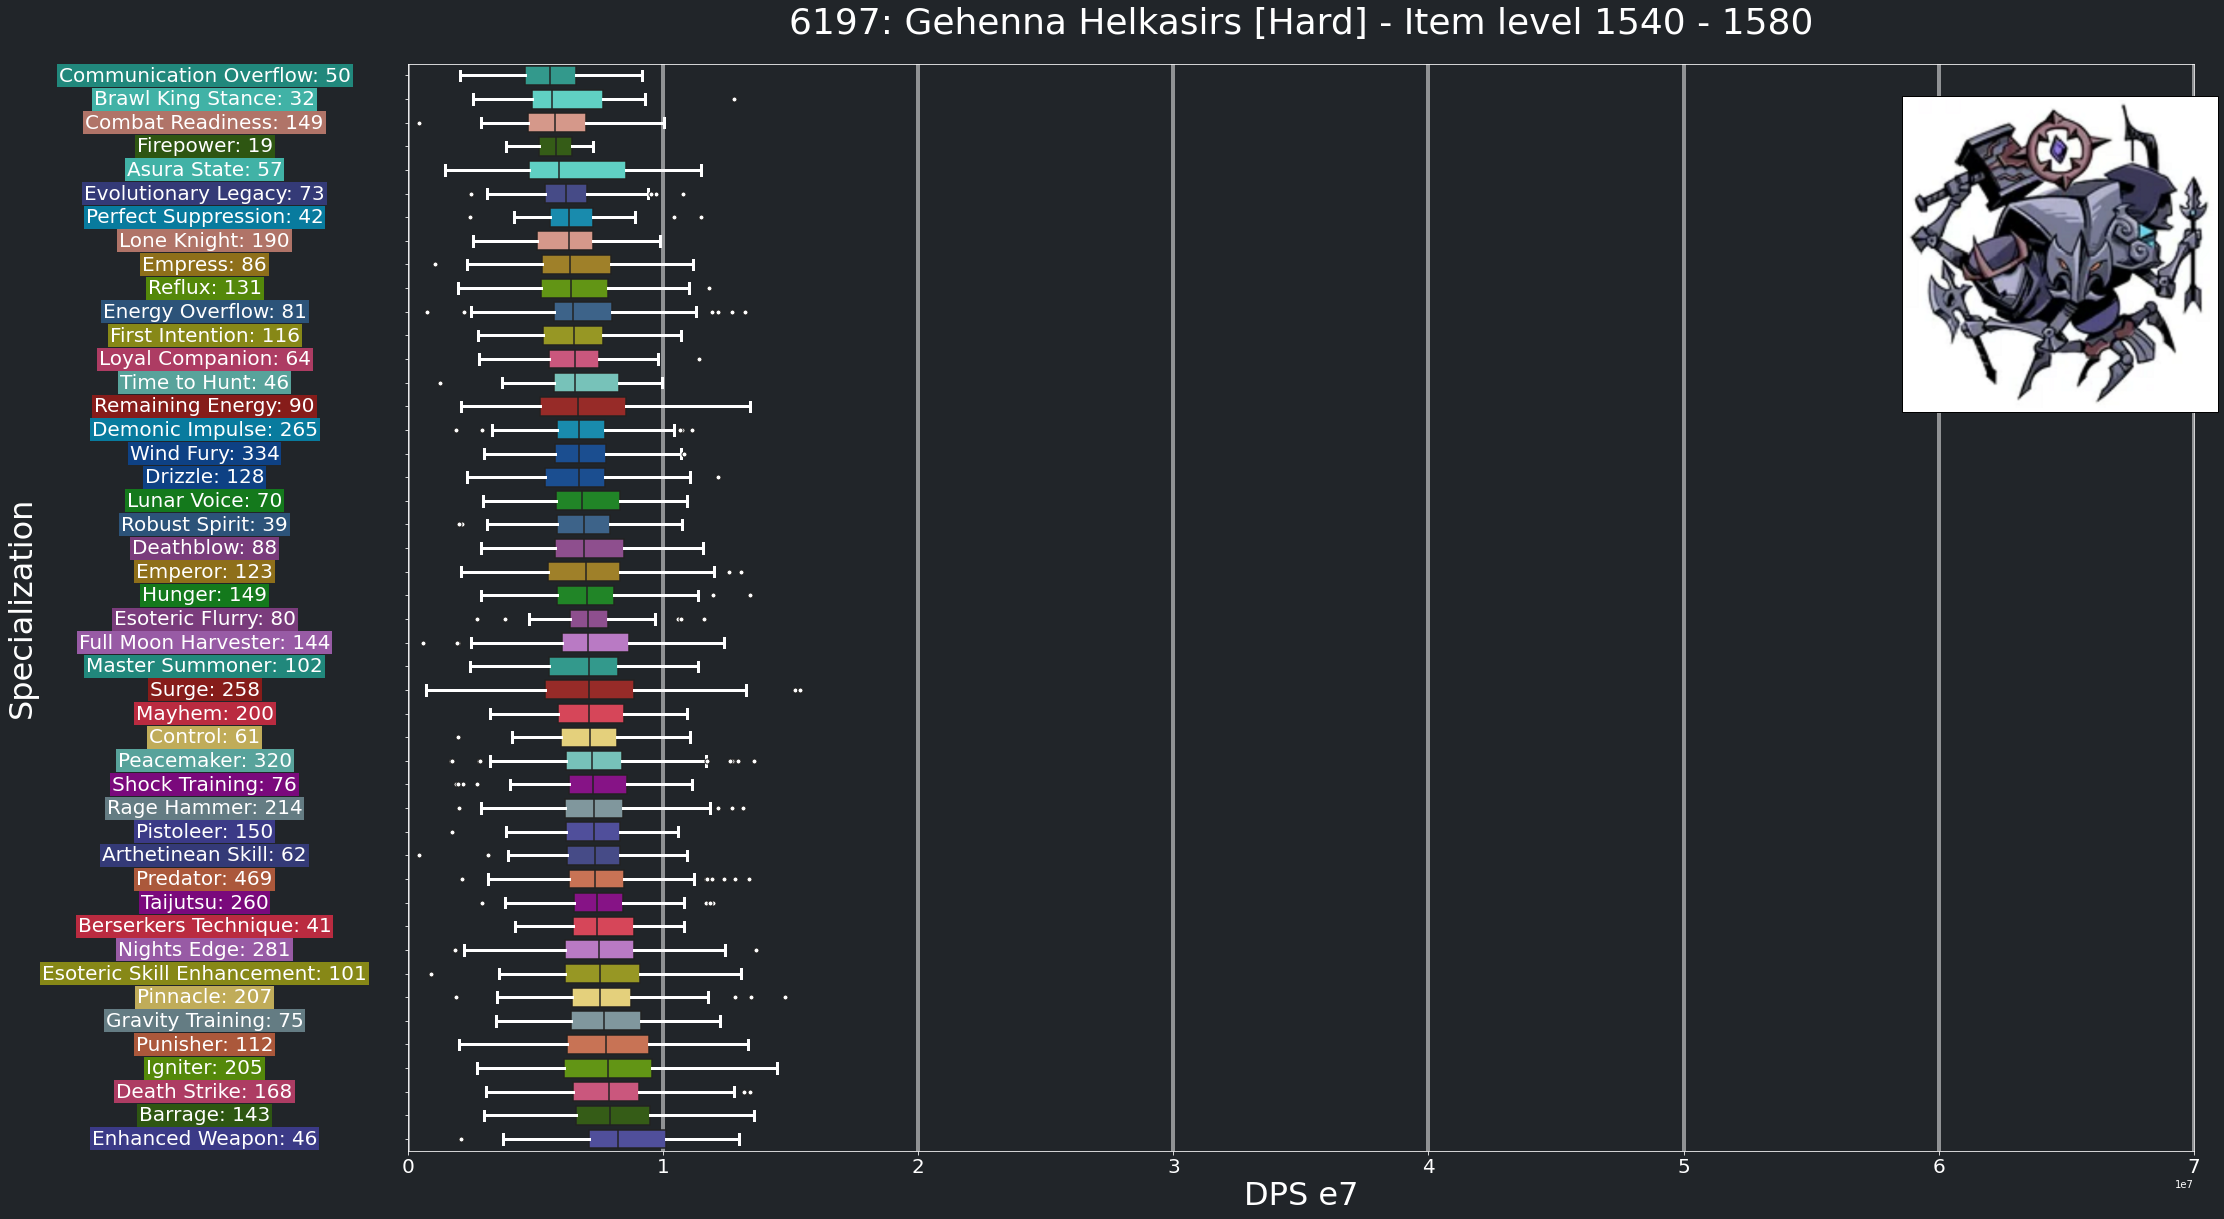 6197: Gehenna Helkasirs [Hard] - Item level 1540 - 1580
Communication Overflow: 50
Brawl King Stance: 32
Combat Readiness: 149
Firepower: 19
Asura State: 57
Evolutionary Legacy: 73
Perfect Suppression: 42
Lone Knight: 190
Empress: 86
Reflux: 131
Energy Overflow: 81
First Intention: 116
Loyal Companion: 64
Time to Hunt: 46
Remaining Energy: 90
Demonic Impulse: 265
Wind Fury: 334
Drizzle: 128
Lunar Voice: 70
Robust Spirit: 39
Deathblow: 88
Emperor: 123
Hunger: 149
Esoteric Flurry: 80
Full Moon Harvester: 144
Master Summoner: 102
Surge: 258
Mayhem: 200
Control: 61
Peacemaker: 320
Shock Training: 76
Rage Hammer: 214
Pistoleer: 150
Arthetinean Skill: 62
Predator: 469
Taijutsu: 260
Berserkers Technique: 41
Nights Edge: 281
Esoteric Skill Enhancement: 101
Pinnacle: 207
Gravity Training: 75
Punisher: 112
Igniter: 205
Death Strike: 168
Barrage: 143
Enhanced Weapon: 46
Specialization
0 1 2 3 4 5 6 7
1e7
DPS e7